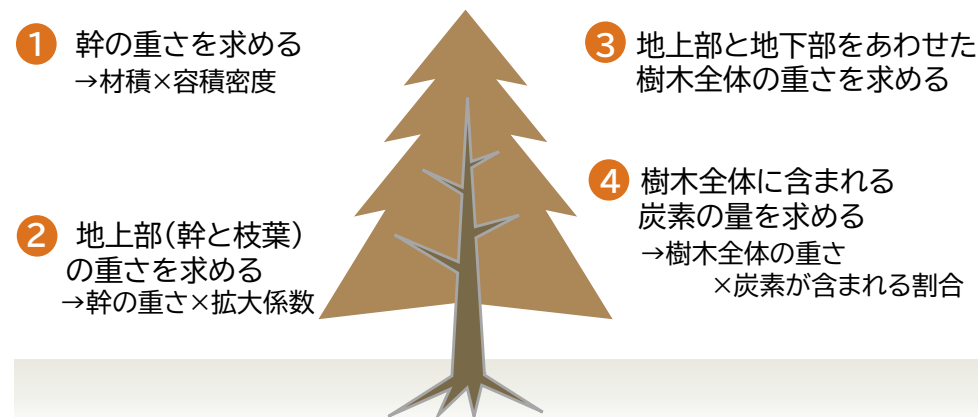 1 幹の重さを求める
→材積×容積密度
2 地上部(幹と枝葉)
の重さを求める
→幹の重さ×拡大係数
3 地上部と地下部をあわせた
樹木全体の重さを求める
4 樹木全体に含まれる
炭素の量を求める
→樹木全体の重さ
×炭素が含まれる割合